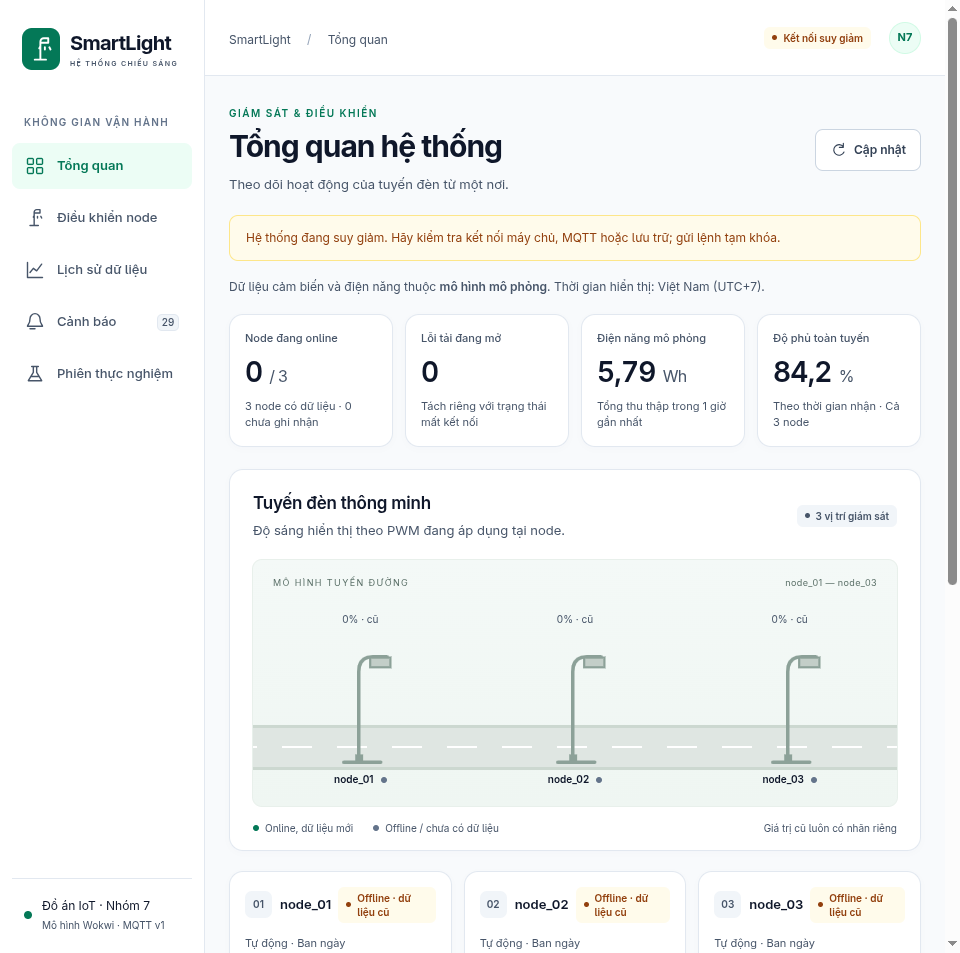 SmartLight
HỆ THỐNG CHIẾU SÁNG
KHÔNG GIAN VẬN HÀNH
Tổng quan
Điều khiển node
Lịch sử dữ liệu
Cảnh báo
29
Phiên thực nghiệm
Đồ án IoT · Nhóm 7
Mô hình Wokwi · MQTT v1
SmartLight / Tổng quan
Kết nối suy giảm
N7
GIÁM SÁT & ĐIỀU KHIỂN
Tổng quan hệ thống
Theo dõi hoạt động của tuyến đèn từ một nơi.
Cập nhật
Hệ thống đang suy giảm. Hãy kiểm tra kết nối máy chủ, MQTT hoặc lưu trữ; gửi lệnh tạm khóa.
Dữ liệu cảm biến và điện năng thuộc mô hình mô phỏng. Thời gian hiển thị: Việt Nam (UTC+7).
Node đang online
0 / 3
3 node có dữ liệu · 0
chưa ghi nhận
Lỗi tải đang mở
0
Tách riêng với trạng thái
mất kết nối
Điện năng mô phỏng
5,79 Wh
Tổng thu thập trong 1 giờ
gần nhất
Độ phủ toàn tuyến
84,2 %
Theo thời gian nhận · Cả
3 node
Tuyến đèn thông minh
Độ sáng hiển thị theo PWM đang áp dụng tại node.
3 vị trí giám sát
MÔ HÌNH TUYẾN ĐƯỜNG
node_01 — node_03
0% · cũ
0% · cũ
0% · cũ
node_01
node_02
node_03
Online, dữ liệu mới
Offline / chưa có dữ liệu
Giá trị cũ luôn có nhãn riêng
01
node_01
Offline · dữ
liệu cũ
Tự động · Ban ngày
02
node_02
Offline · dữ
liệu cũ
Tự động · Ban ngày
03
node_03
Offline · dữ
liệu cũ
Tự động · Ban ngày